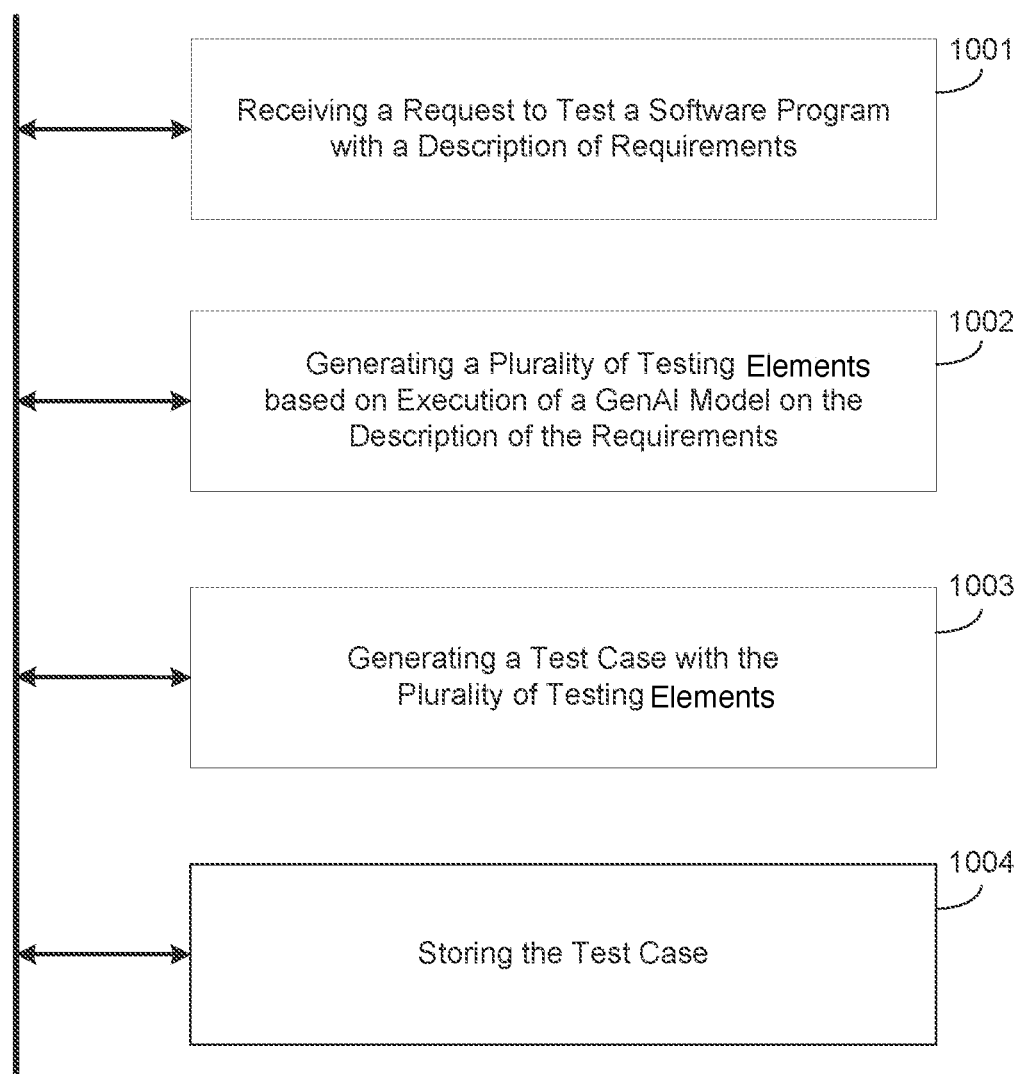 1001
Receiving a Request to Test a Software Program
with a Description of Requirements
1002
Generating a Plurality of Testing Elements
based on Execution of a GenAI Model on the
Description of the Requirements
1003
Generating a Test Case with the
Plurality of Testing Elements
1004
Storing the Test Case